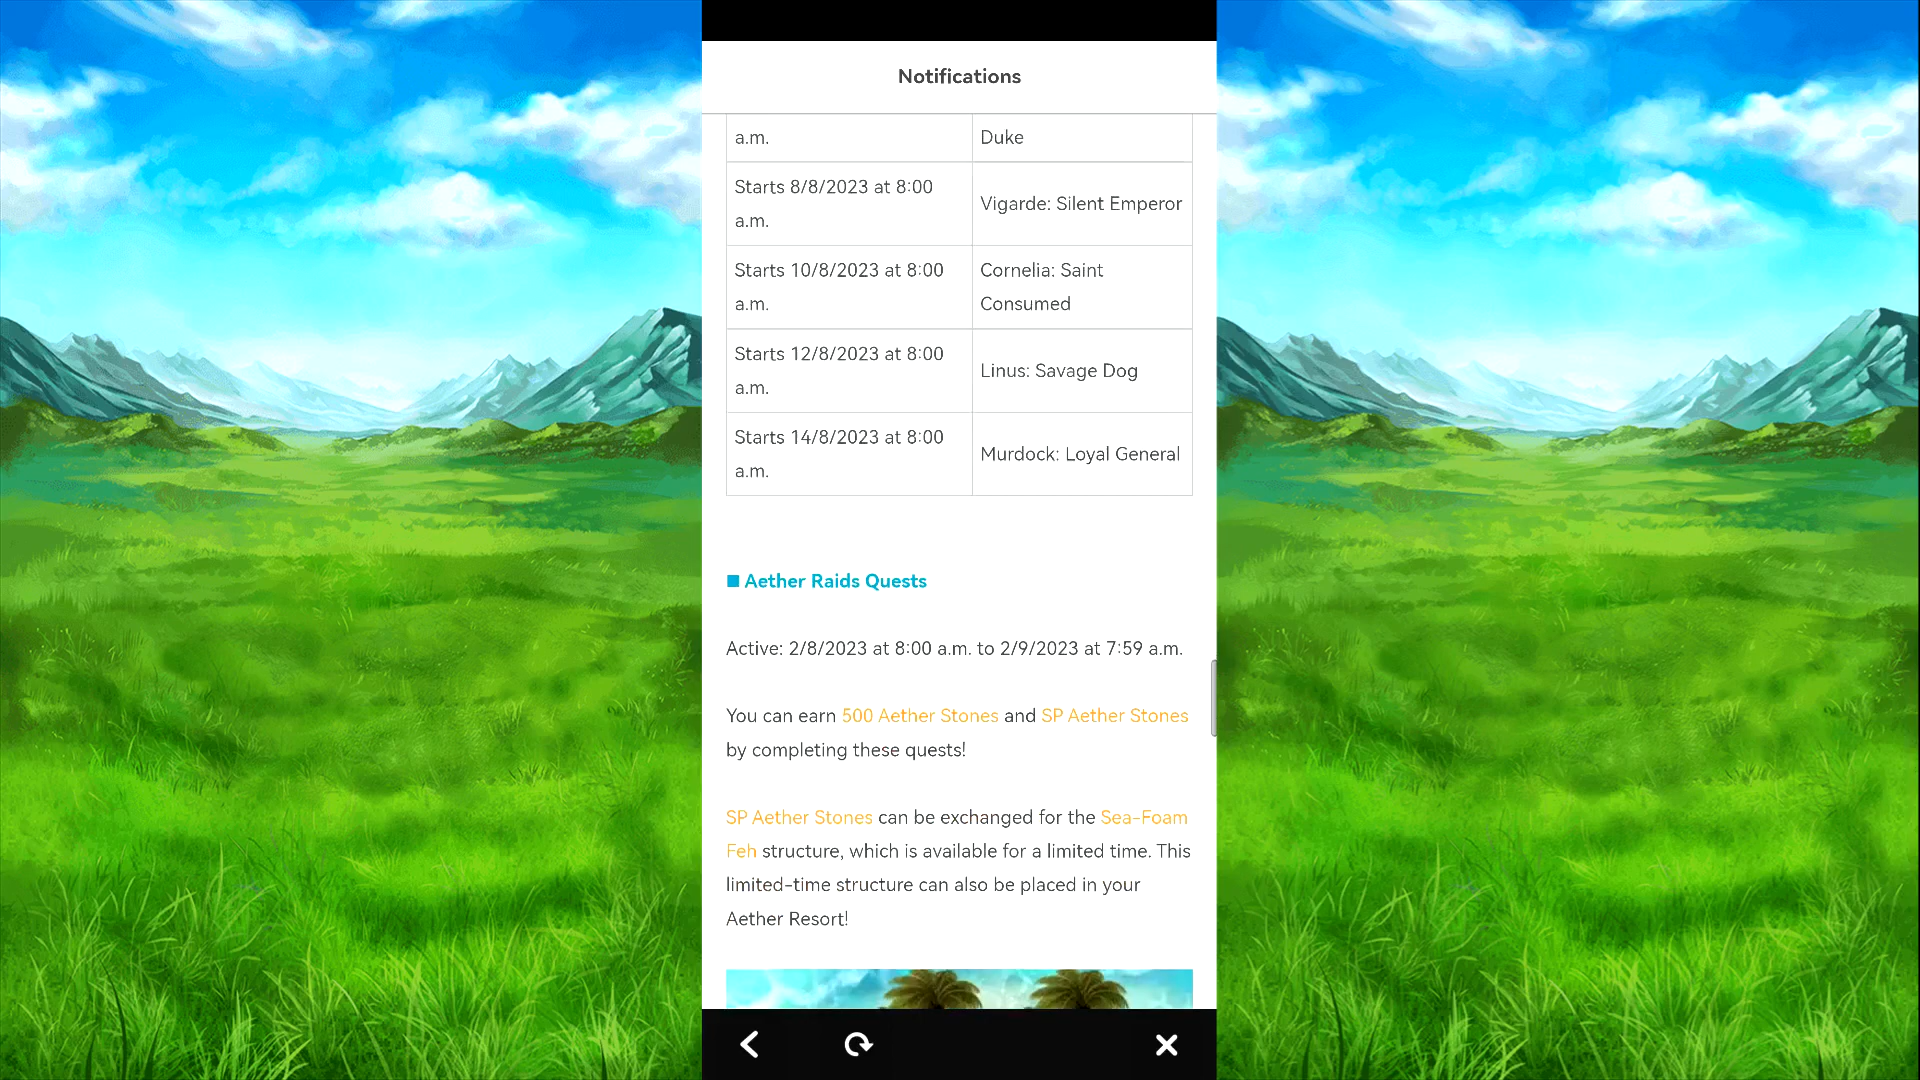 Notifications
a.m.
Duke
Starts 8/8/2023 at 8:00
a.m.
Vigarde: Silent Emperor
Starts 10/8/2023 at 8:00
a.m.
Cornelia: Saint
Consumed
Starts 12/8/2023 at 8:00
a.m.
Linus: Savage Dog
Starts 14/8/2023 at 8:00
a.m.
Murdock: Loyal General
■ Aether Raids Quests
Active: 2/8/2023 at 8:00 a.m. to 2/9/2023 at 7:59 a.m.
You can earn 500 Aether Stones and SP Aether Stones
by completing these quests!
SP Aether Stones can be exchanged for the Sea-Foam
Feh structure, which is available for a limited time. This
limited-time structure can also be placed in your
Aether Resort!